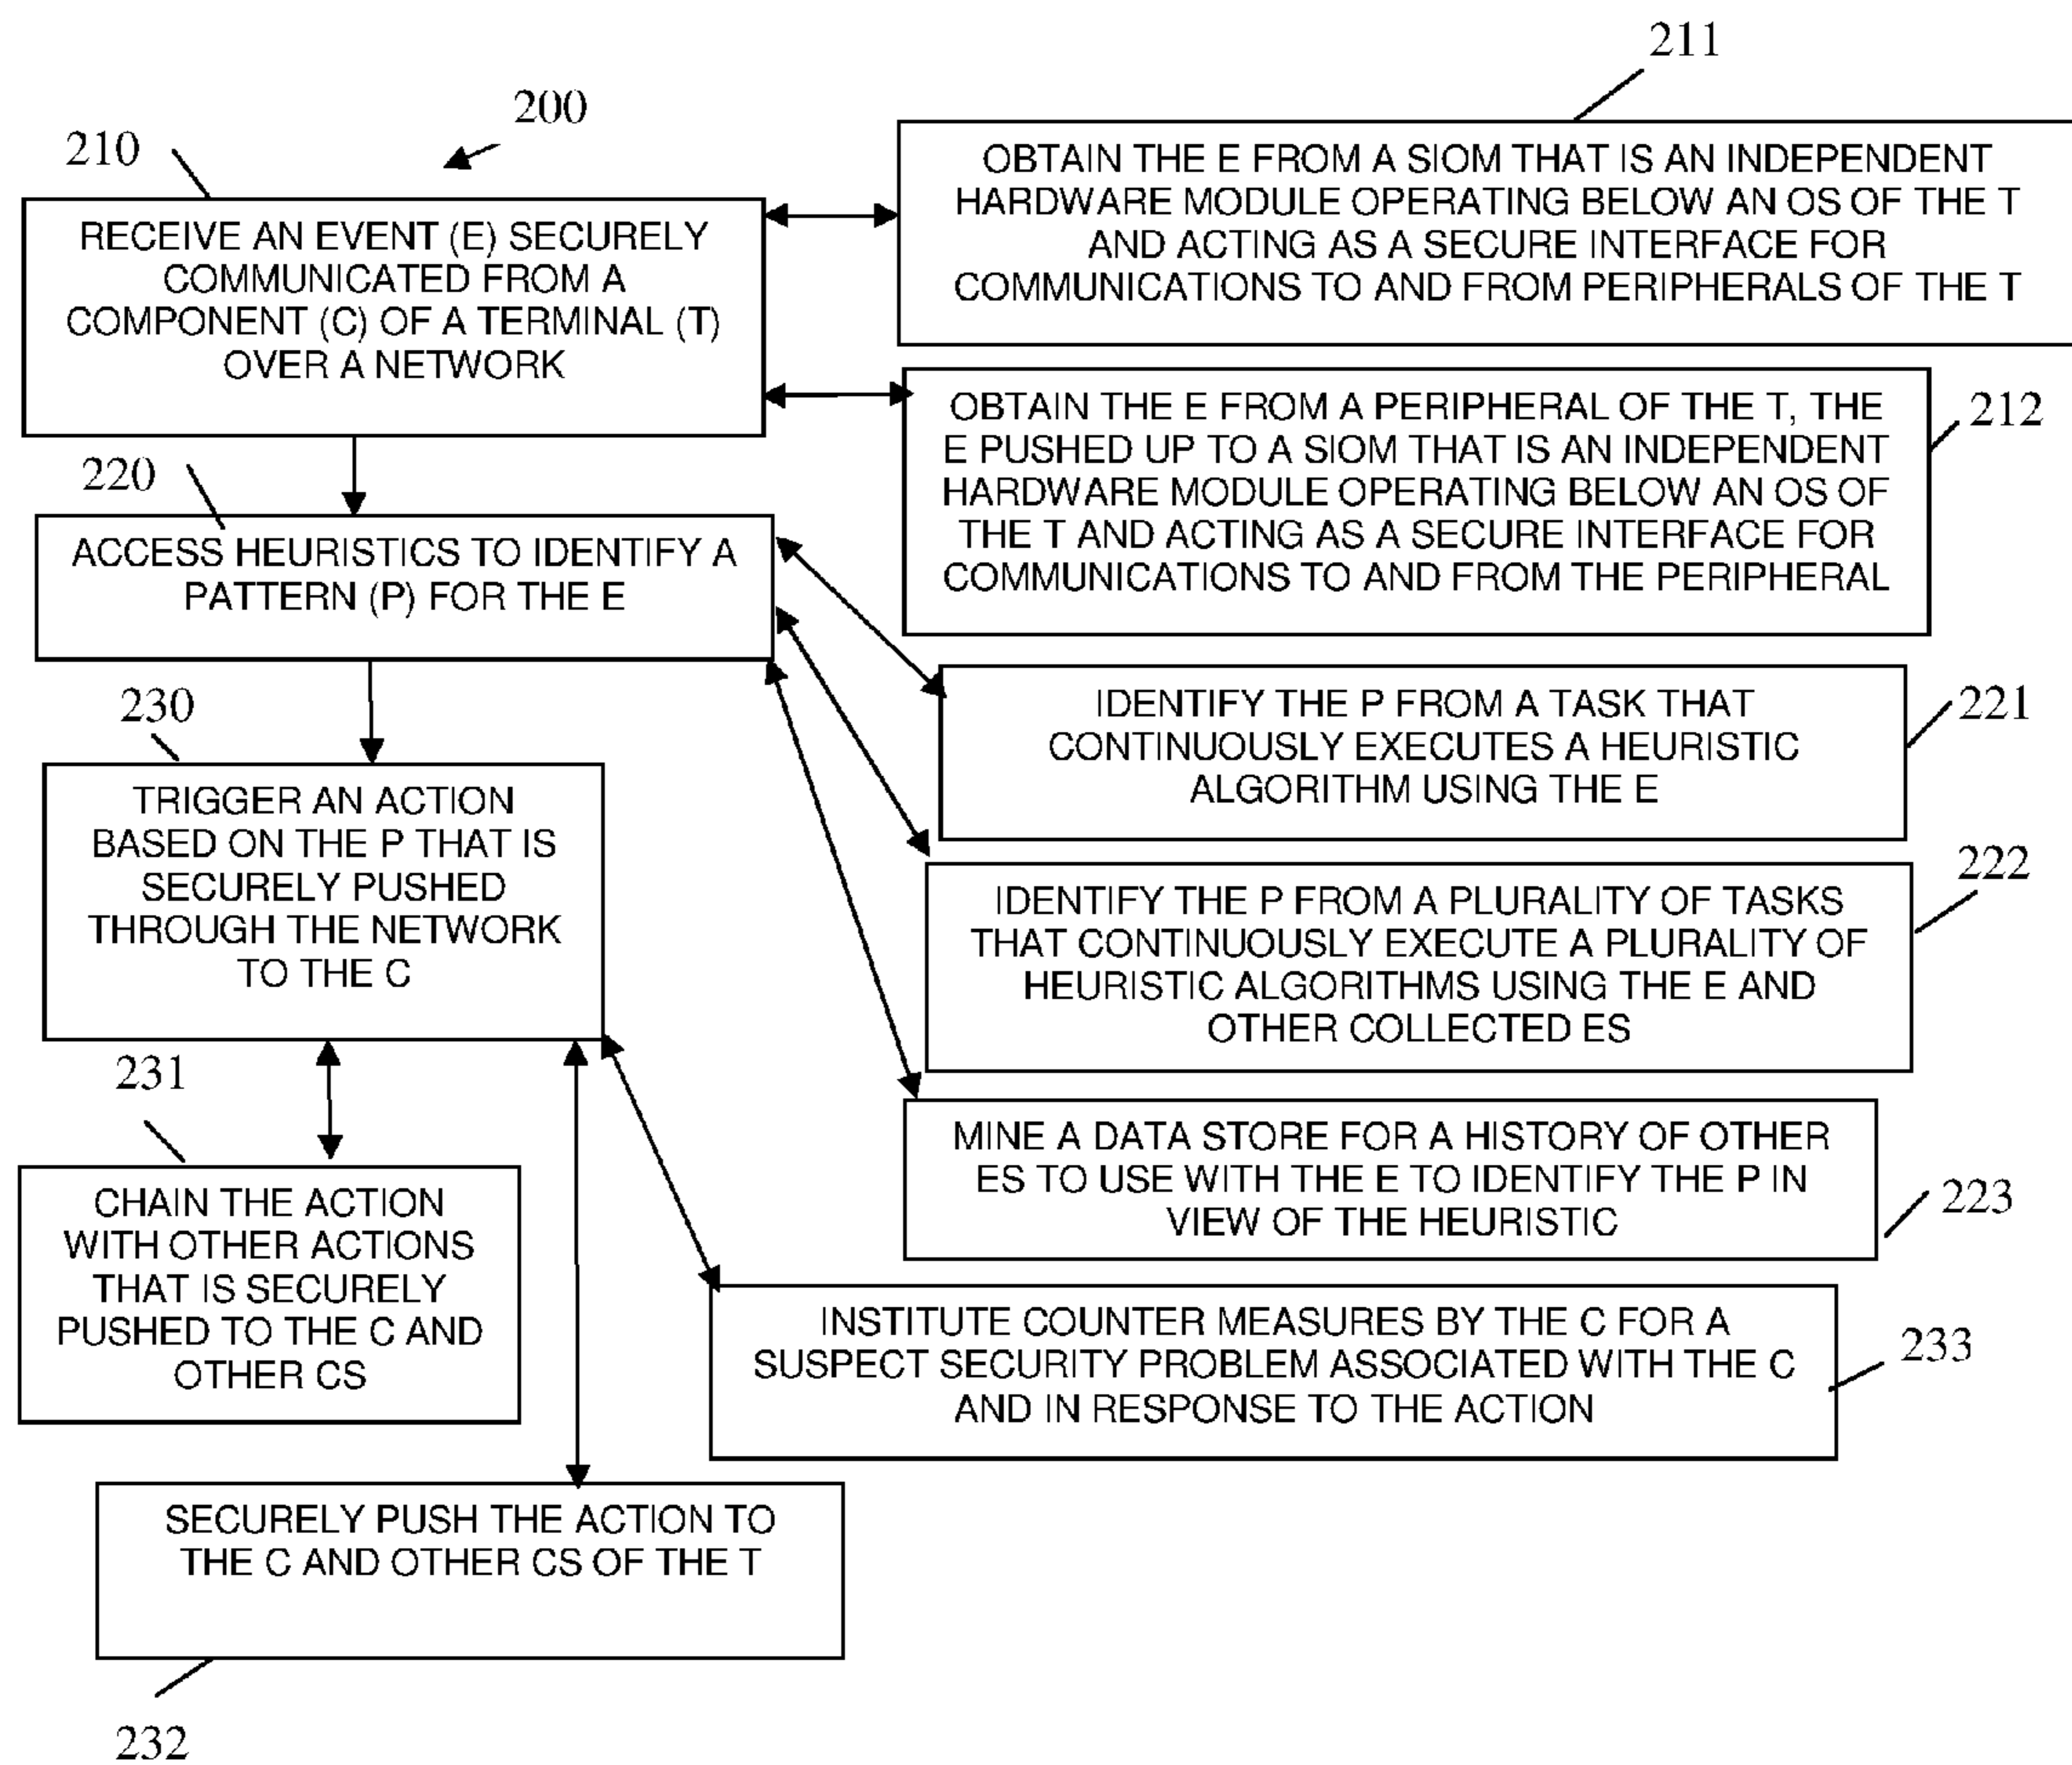 211
200
210
OBTAIN THE E FROM A SIOM THAT IS AN INDEPENDENT
HARDWARE MODULE OPERATING BELOW AN OS OF THE T
AND ACTING AS A SECURE INTERFACE FOR
COMMUNICATIONS TO AND FROM PERIPHERALS OF THE T
RECEIVE AN EVENT (E) SECURELY
COMMUNICATED FROM A
COMPONENT (C) OF A TERMINAL (T)
OVER A NETWORK
212
OBTAIN THE E FROM A PERIPHERAL OF THE T, THE
E PUSHED UP TO A SIOM THAT IS AN INDEPENDENT
HARDWARE MODULE OPERATING BELOW AN OS OF
THE T AND ACTING AS A SECURE INTERFACE FOR
COMMUNICATIONS TO AND FROM THE PERIPHERAL
220
ACCESS HEURISTICS TO IDENTIFY A
PATTERN (P) FOR THE E
221
IDENTIFY THE P FROM A TASK THAT
CONTINUOUSLY EXECUTES A HEURISTIC
ALGORITHM USING THE E
230
TRIGGER AN ACTION
BASED ON THE P THAT IS
SECURELY PUSHED
THROUGH THE NETWORK
TO THE C
222
IDENTIFY THE P FROM A PLURALITY OF TASKS
THAT CONTINUOUSLY EXECUTE A PLURALITY OF
HEURISTIC ALGORITHMS USING THE E AND
OTHER COLLECTED ES
231
MINE A DATA STORE FOR A HISTORY OF OTHER
ES TO USE WITH THE E TO IDENTIFY THE P IN
VIEW OF THE HEURISTIC
223
CHAIN THE ACTION
WITH OTHER ACTIONS
THAT IS SECURELY
PUSHED TO THE C AND
OTHER CS
INSTITUTE COUNTER MEASURES BY THE C FOR A
SUSPECT SECURITY PROBLEM ASSOCIATED WITH THE C
AND IN RESPONSE TO THE ACTION
233
SECURELY PUSH THE ACTION TO
THE C AND OTHER CS OF THE T
232